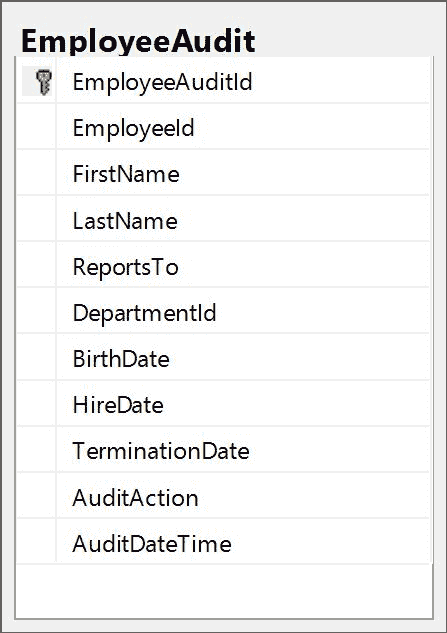 EmployeeAudit
EmployeeAuditId
EmployeeId
FirstName
LastName
ReportsTo
DepartmentId
BirthDate
HireDate
TerminationDate
AuditAction
AuditDateTime